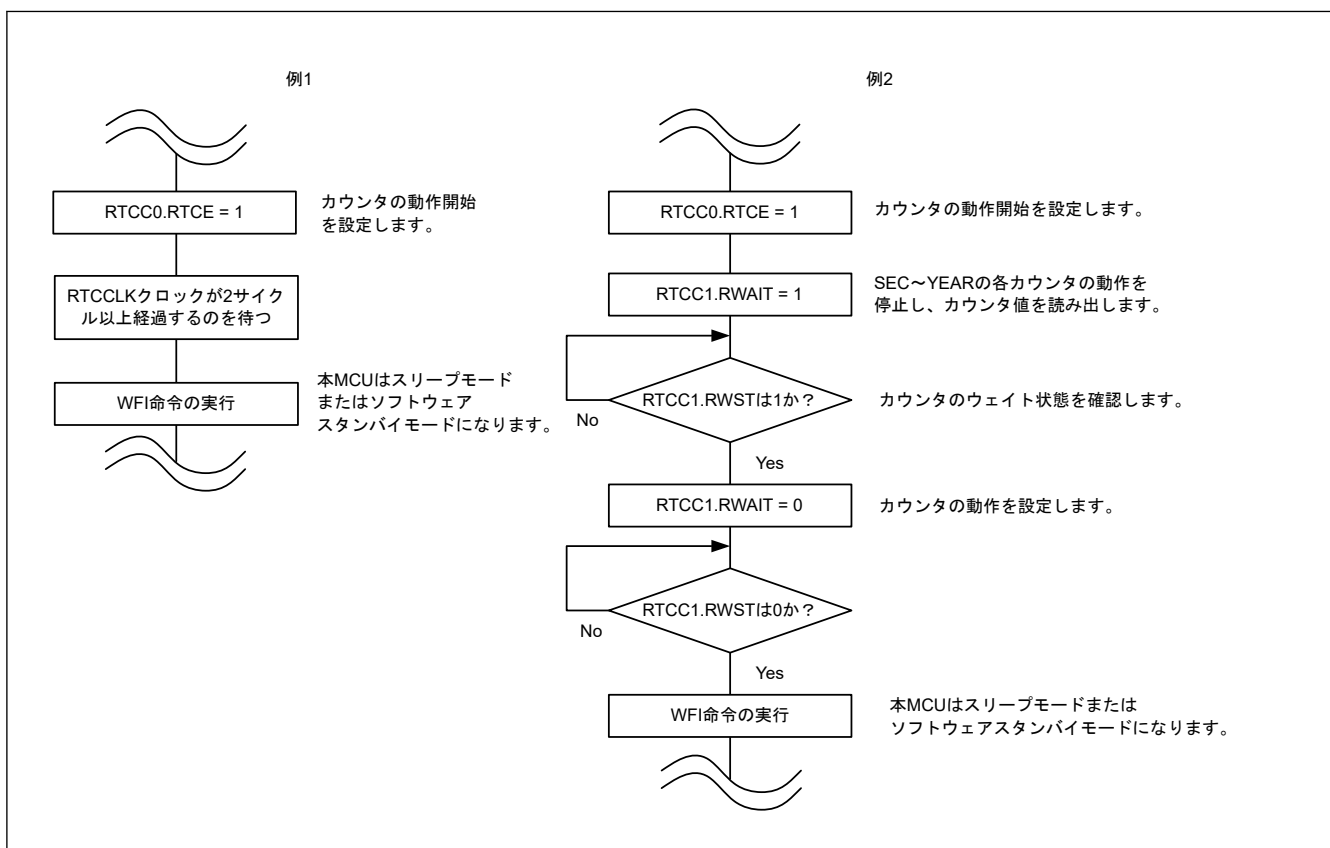 例1
RTCC0.RTCE = 1
カウンタの動作開始
を設定します。
RTCCLKクロックが2サイク
ル以上経過するのを待つ
WFI命令の実行
本MCUはスリープモード
またはソフトウェア
スタンバイモードになります。
例2
RTCC0.RTCE = 1
カウンタの動作開始を設定します。
RTCC1.RWAIT = 1
SEC～YEARの各カウンタの動作を
停止し、カウンタ値を読み出します。
RTCC1.RWSTは1か？
カウンタのウェイト状態を確認します。
No
Yes
RTCC1.RWAIT = 0
カウンタの動作を設定します。
RTCC1.RWSTは0か？
No
Yes
WFI命令の実行
本MCUはスリープモードまたは
ソフトウェアスタンバイモードになります。